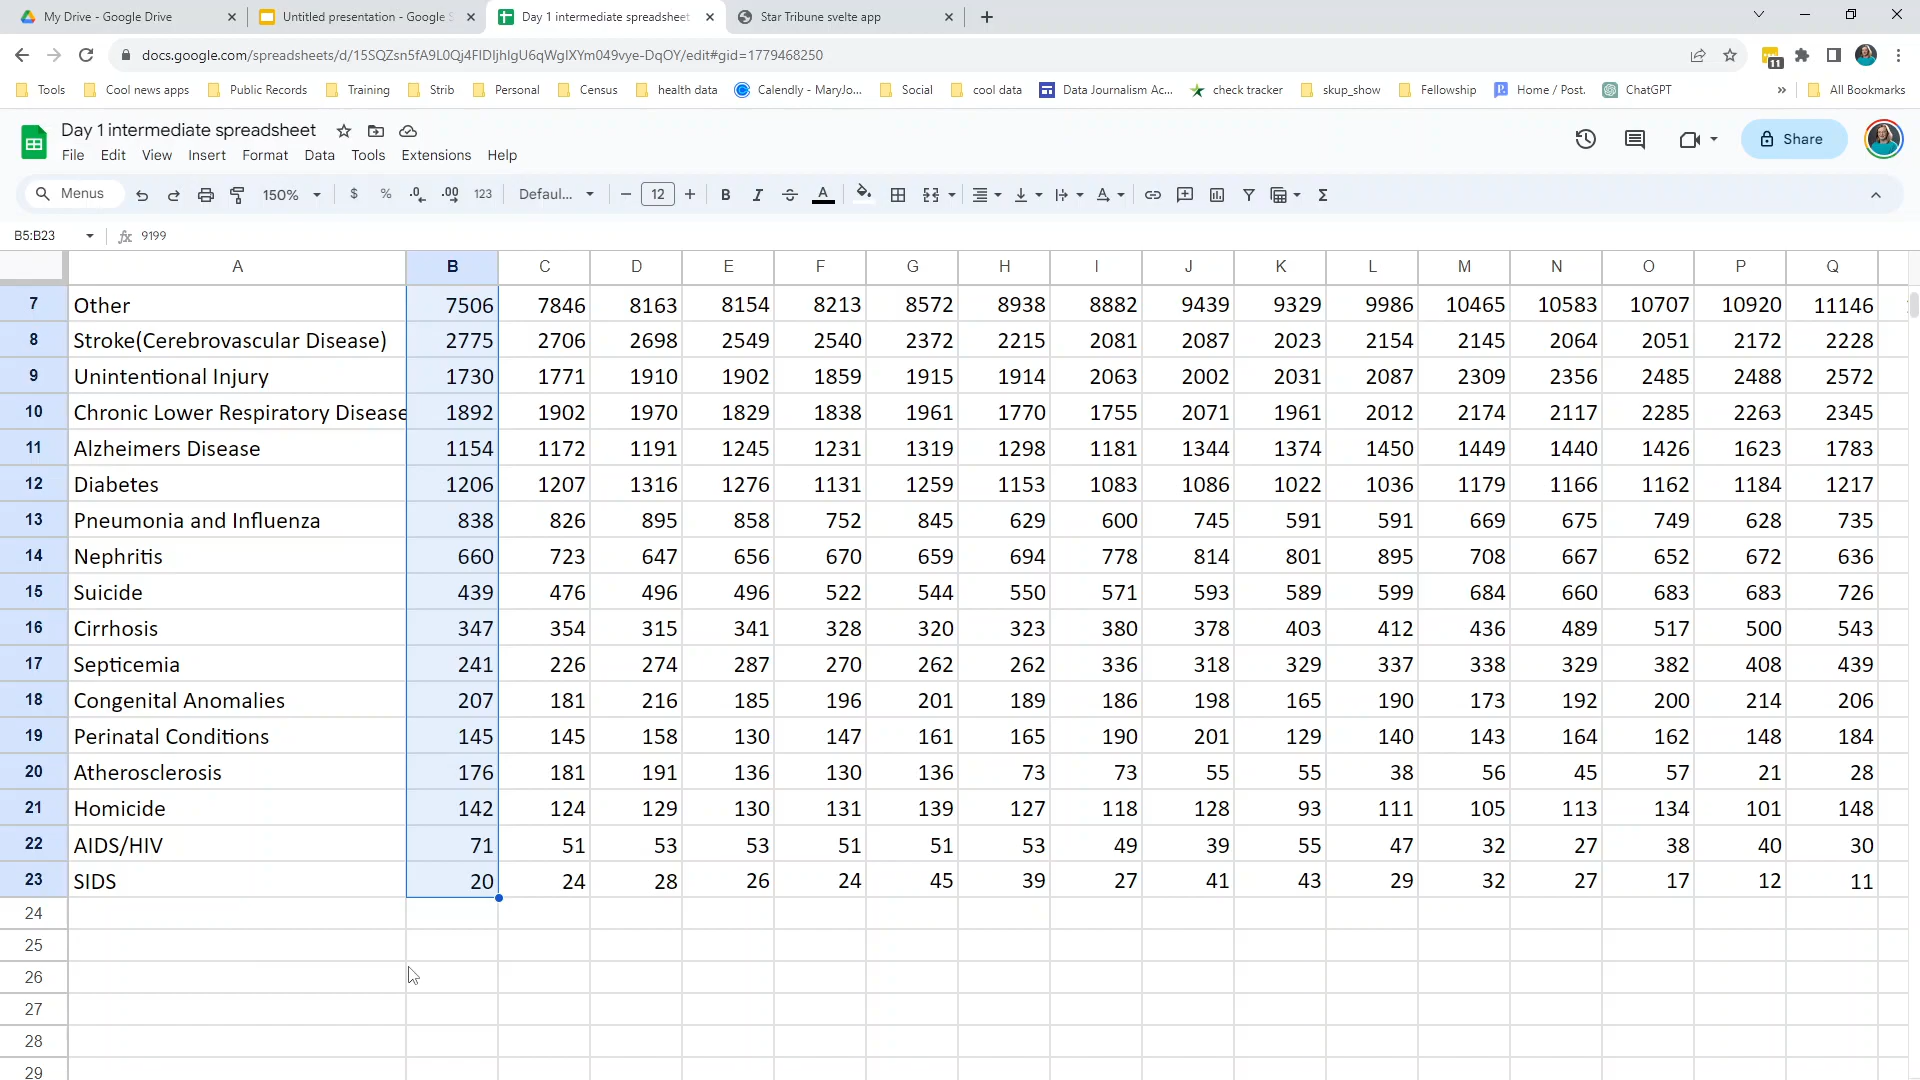 My Drive - Google Drive
Untitled presentation - Google S
Day 1 intermediate spreadsheet
Star Tribune svelte app
docs.google.com/spreadsheets/d/15SQZsn5fA9L0Qj4FIDIjhlgU6qWgIXYm049vye-DqOY/edit#gid=1779468250
11
Tools Cool news apps Public Records Training Strib Personal Census health data Calendly - MaryJo... Social cool data Data Journalism Ac... check tracker skup_show Fellowship Home / Post. ChatGPT » All Bookmarks
Day 1 intermediate spreadsheet
Share
File Edit View Insert Format Data Tools Extensions Help
Menus 150% $ % .0 .00 123 Defaul... − 12 + B I S A Σ
B5:B23 fx 9199
A B C D E F G H I J K L M N O P Q
7 Other 7506 7846 8163 8154 8213 8572 8938 8882 9439 9329 9986 10465 10583 10707 10920 11146
8 Stroke(Cerebrovascular Disease) 2775 2706 2698 2549 2540 2372 2215 2081 2087 2023 2154 2145 2064 2051 2172 2228
9 Unintentional Injury 1730 1771 1910 1902 1859 1915 1914 2063 2002 2031 2087 2309 2356 2485 2488 2572
10 Chronic Lower Respiratory Disease 1892 1902 1970 1829 1838 1961 1770 1755 2071 1961 2012 2174 2117 2285 2263 2345
11 Alzheimers Disease 1154 1172 1191 1245 1231 1319 1298 1181 1344 1374 1450 1449 1440 1426 1623 1783
12 Diabetes 1206 1207 1316 1276 1131 1259 1153 1083 1086 1022 1036 1179 1166 1162 1184 1217
13 Pneumonia and Influenza 838 826 895 858 752 845 629 600 745 591 591 669 675 749 628 735
14 Nephritis 660 723 647 656 670 659 694 778 814 801 895 708 667 652 672 636
15 Suicide 439 476 496 496 522 544 550 571 593 589 599 684 660 683 683 726
16 Cirrhosis 347 354 315 341 328 320 323 380 378 403 412 436 489 517 500 543
17 Septicemia 241 226 274 287 270 262 262 336 318 329 337 338 329 382 408 439
18 Congenital Anomalies 207 181 216 185 196 201 189 186 198 165 190 173 192 200 214 206
19 Perinatal Conditions 145 145 158 130 147 161 165 190 201 129 140 143 164 162 148 184
20 Atherosclerosis 176 181 191 136 130 136 73 73 55 55 38 56 45 57 21 28
21 Homicide 142 124 129 130 131 139 127 118 128 93 111 105 113 134 101 148
22 AIDS/HIV 71 51 53 53 51 51 53 49 39 55 47 32 27 38 40 30
23 SIDS 20 24 28 26 24 45 39 27 41 43 29 32 27 17 12 11
24
25
26
27
28
29